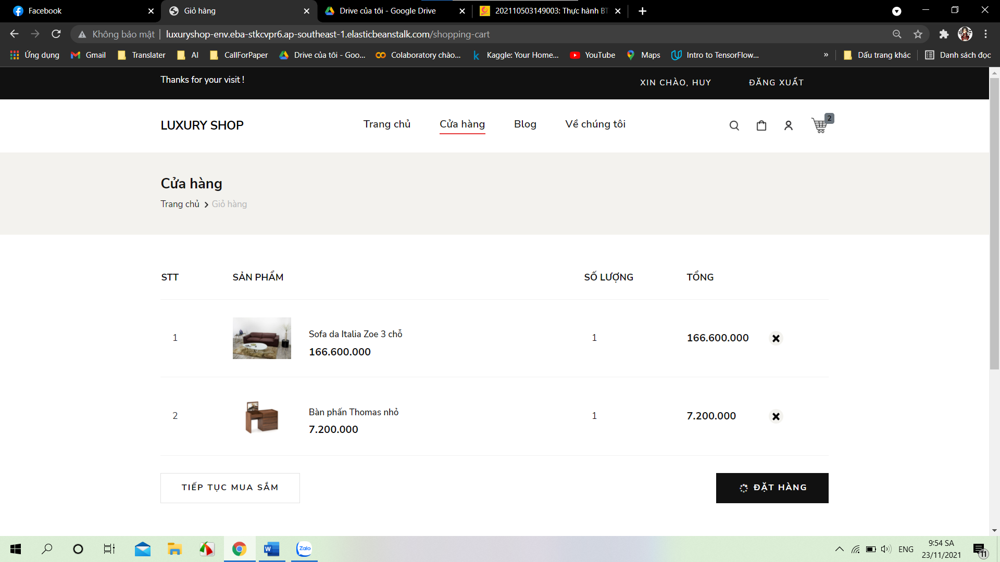 Facebook
Giỏ hàng
Drive của tôi - Google Drive
202110503149003: Thực hành BT
Không bảo mật
luxuryshop-env.eba-stkcvpr6.ap-southeast-1.elasticbeanstalk.com/shopping-cart
Ứng dụng
Gmail
Translater
AI
CallForPaper
Drive của tôi - Goo...
Colaboratory chào...
Kaggle: Your Home...
YouTube
Maps
Intro to TensorFlow...
»
Dấu trang khác
Danh sách đọc
Thanks for your visit !
XIN CHÀO, HUY
ĐĂNG XUẤT
LUXURY SHOP
Trang chủ
Cửa hàng
Blog
Về chúng tôi
2
Cửa hàng
Trang chủ > Giỏ hàng
STT
SẢN PHẨM
SỐ LƯỢNG
TỔNG
1
Sofa da Italia Zoe 3 chỗ
166.600.000
1
166.600.000
2
Bàn phấn Thomas nhỏ
7.200.000
1
7.200.000
TIẾP TỤC MUA SẮM
ĐẶT HÀNG
Zalo
ENG
9:54 SA
23/11/2021
11